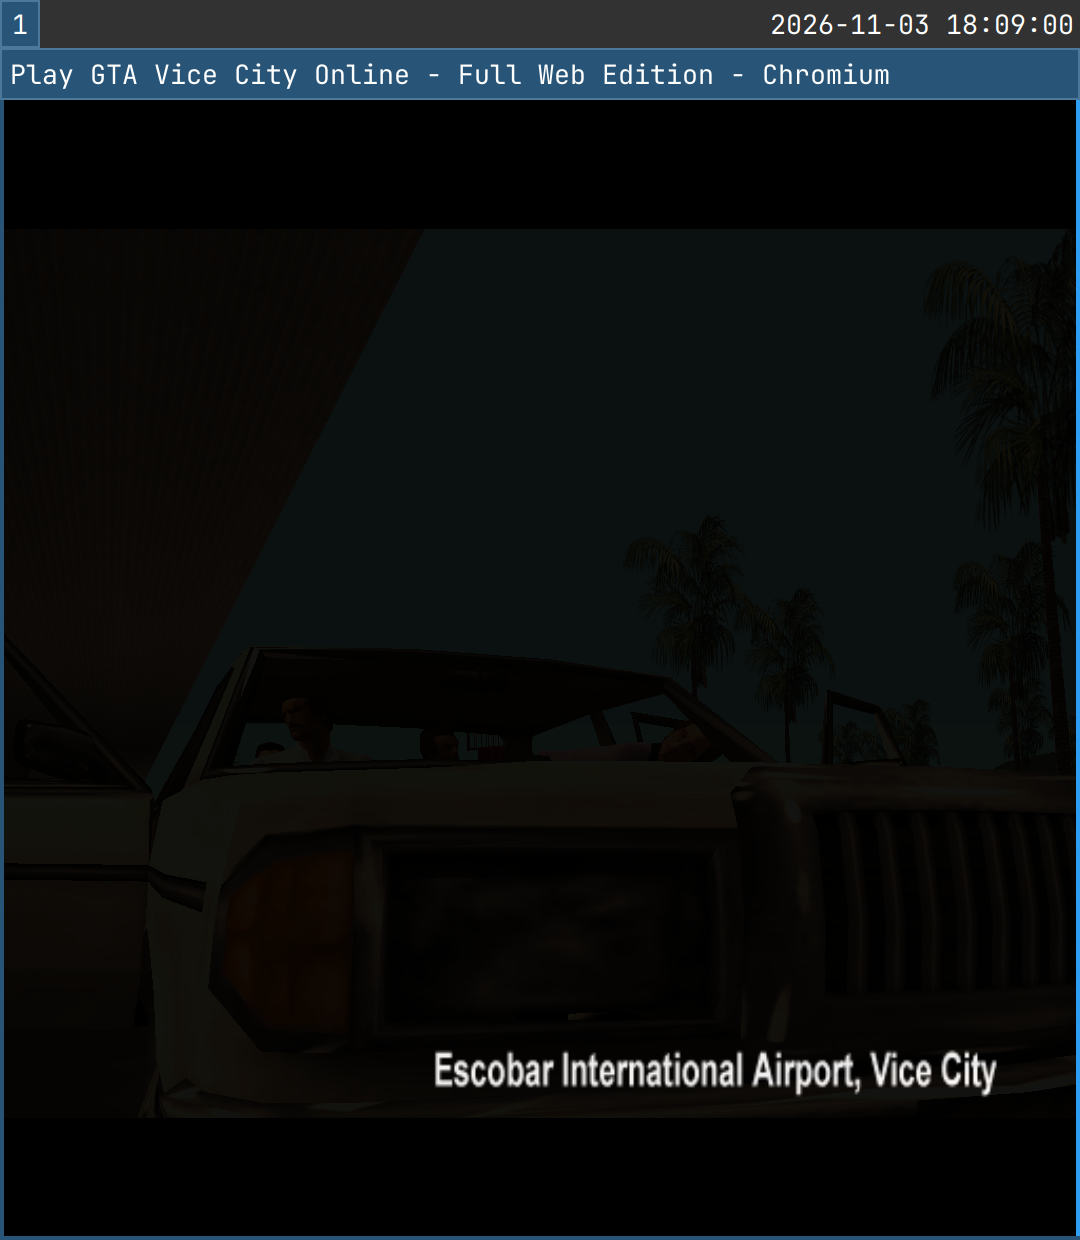 1
2026-11-03 18:09:00
Play GTA Vice City Online - Full Web Edition - Chromium
Escobar International Airport, Vice City